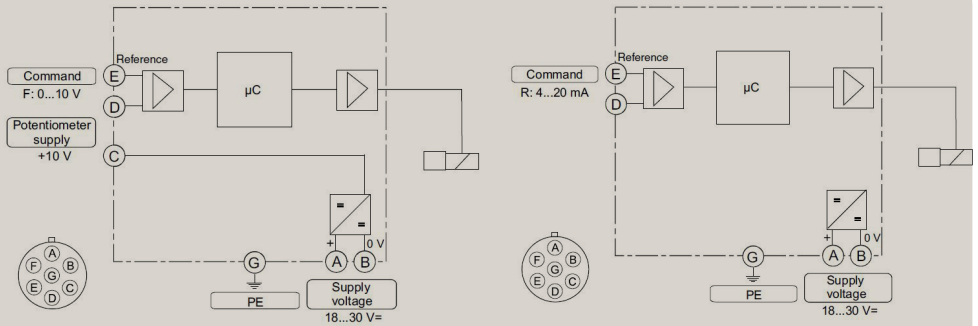 Reference
Command
E
F: 0...10 V
D
µC
Potentiometer
supply
+10 V
C
=
=
+
0 V
G
A
B
PE
Supply
voltage
18...30 V=
A
F
B
G
E
C
D
Reference
Command
E
R: 4...20 mA
D
µC
=
=
+
0 V
G
A
B
PE
Supply
voltage
18...30 V=
A
F
B
G
E
C
D